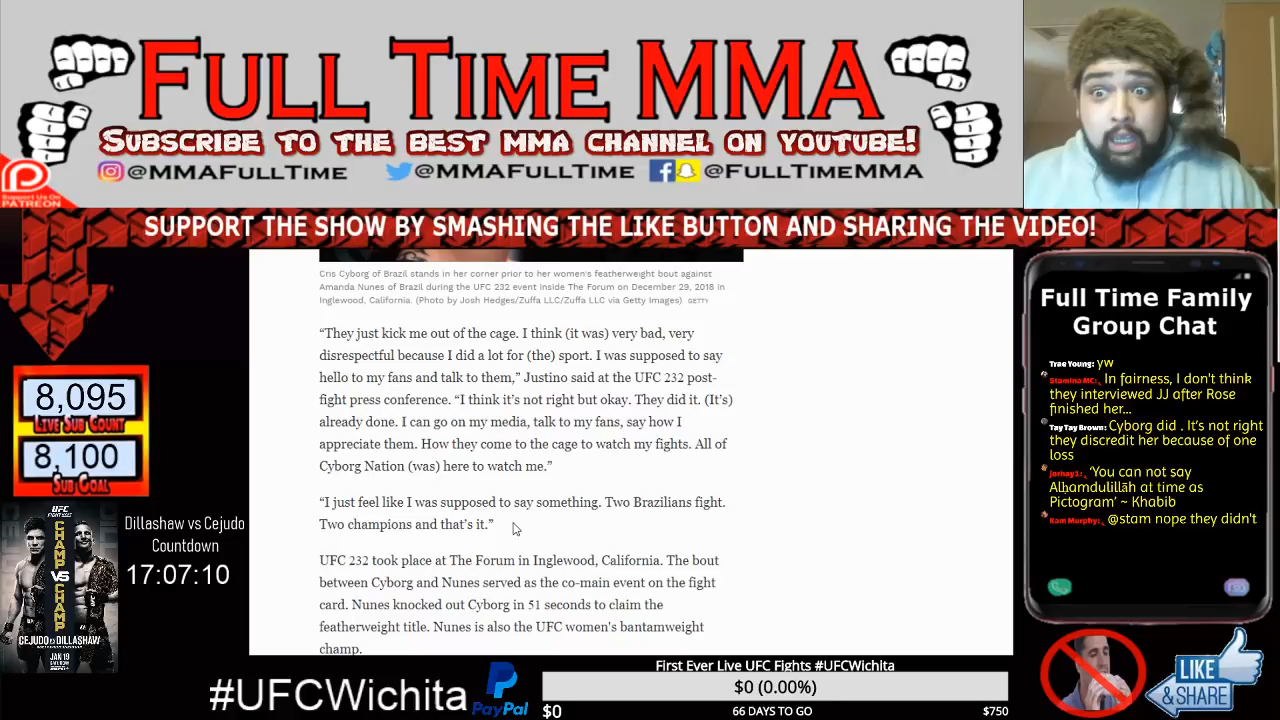 FULL TIME MMA
SUBSCRIBE TO THE BEST MMA CHANNEL ON YOUTUBE!
@MMAFULLTIME @MMAFULLTIME @FULLTIMEMMA
Support Us On
PATREON
SUPPORT THE SHOW BY SMASHING THE LIKE BUTTON AND SHARING THE VIDEO!
Cris Cyborg of Brazil stands in her corner prior to her women's featherweight bout against
Amanda Nunes of Brazil during the UFC 232 event inside The Forum on December 29, 2018 in
Inglewood, California. (Photo by Josh Hedges/Zuffa LLC/Zuffa LLC via Getty Images) GETTY
“They just kick me out of the cage. I think (it was) very bad, very
disrespectful because I did a lot for (the) sport. I was supposed to say
hello to my fans and talk to them,” Justino said at the UFC 232 post-
fight press conference. “I think it’s not right but okay. They did it. (It’s)
already done. I can go on my media, talk to my fans, say how I
appreciate them. How they come to the cage to watch my fights. All of
Cyborg Nation (was) here to watch me.”
“I just feel like I was supposed to say something. Two Brazilians fight.
Two champions and that’s it.”
UFC 232 took place at The Forum in Inglewood, California. The bout
between Cyborg and Nunes served as the co-main event on the fight
card. Nunes knocked out Cyborg in 51 seconds to claim the
featherweight title. Nunes is also the UFC women's bantamweight
champ.
8,095
LIVE SUB COUNT
8,100
SUB GOAL
UFC
CHAMP
VS
CHAMP
CEJUDO DILLASHAW
JAN 19
Dillashaw vs Cejudo
Countdown
17:07:10
Full Time Family
Group Chat
Trae Young: yw
Stamina MC: In fairness, I don't think
they interviewed JJ after Rose
finished her...
Tay Tay Brown: Cyborg did . It's not right
they discredit her because of one
loss
jorhay1: 'You can not say
Alḥamdulillāh at time as
Pictogram' ~ Khabib
Ram Murphy: @stam nope they didn't
#UFCWichita
PayPal
First Ever Live UFC Fights #UFCWichita
$0 (0.00%)
$0 66 DAYS TO GO $750
LIKE
& SHARE